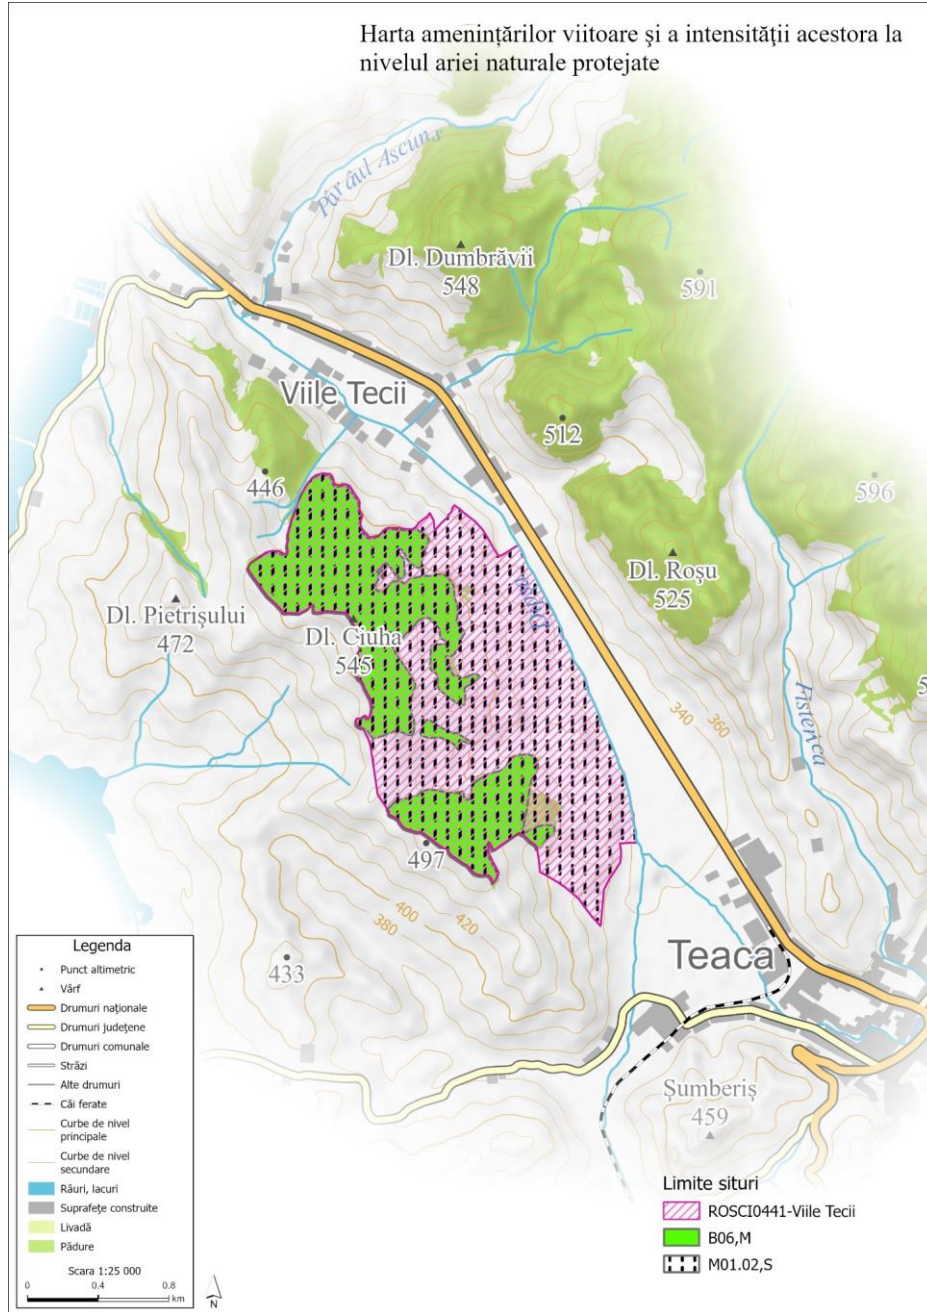 Harta amenințărilor viitoare și a intensității acestora la
nivelul ariei naturale protejate
Pârâul Ascuns
Dl. Dumbrăvii
548
591
Viile Tecii
512
446
596
Dl. Roșu
525
Dl. Pietrișului
472
Dl. Ciuha
545
Dipșa
340
360
Fisterica
5
497
400
420
380
433
Teaca
Șumberiș
459
Legenda
Punct altimetric
Vârf
Drumuri naționale
Drumuri județene
Drumuri comunale
Străzi
Alte drumuri
Căi ferate
Curbe de nivel
principale
Curbe de nivel
secundare
Râuri, lacuri
Suprafețe construite
Livadă
Pădure
Scara 1:25 000
0 0.4 0.8
km
N
Limite situri
ROSCI0441-Viile Tecii
B06,M
M01.02,S